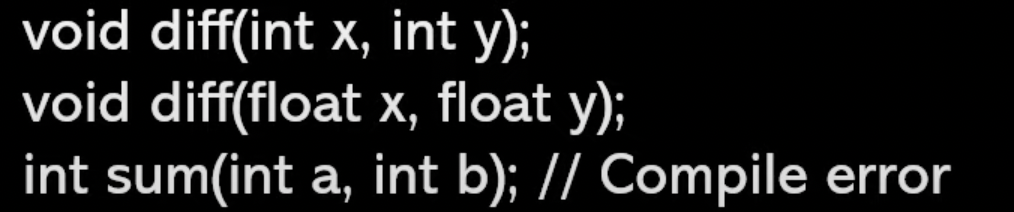 void diff(int x, int y);
void diff(float x, float y);
int sum(int a, int b); // Compile error